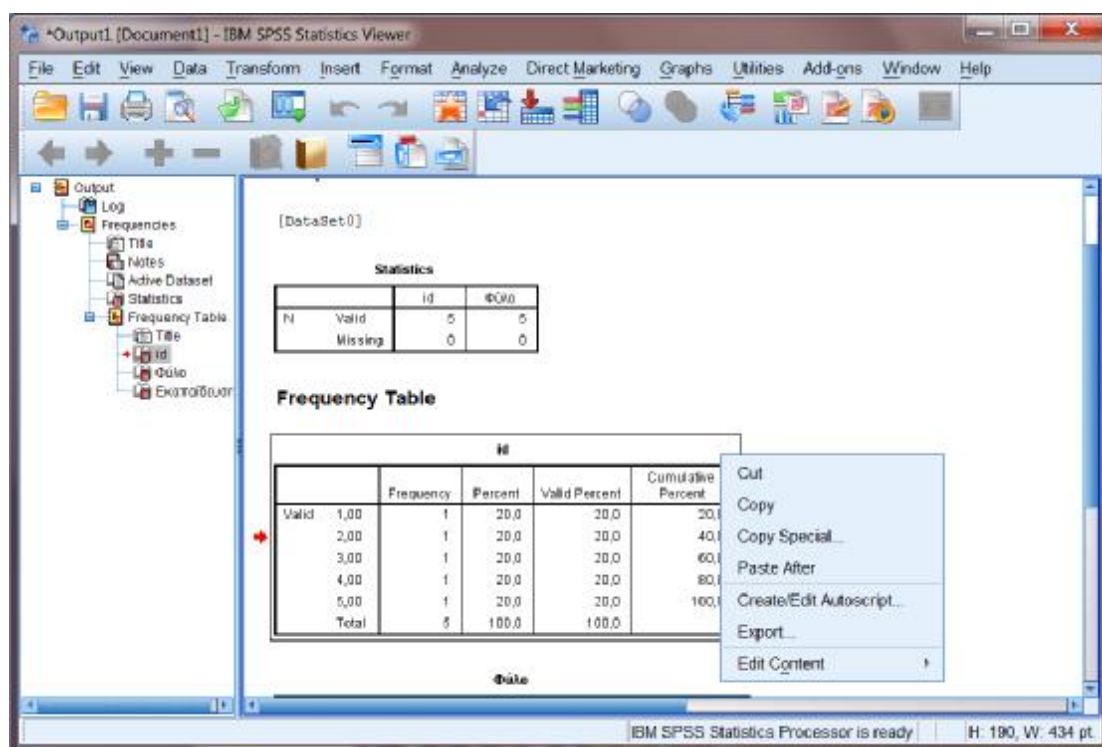 *Output1 [Document1] - IBM SPSS Statistics Viewer
File Edit View Data Transform Insert Format Analyze Direct Marketing Graphs Utilities Add-ons Window Help
Output
Log
Frequencies
Title
Notes
Active Dataset
Statistics
Frequency Table
Title
id
Φύλο
[DataSet0]
Statistics
id Φύλο
N Valid 5 5
Missing 0 0
Frequency Table
id
Frequency Percent Valid Percent Cumulative Percent
Valid 1,00 1 20,0 20,0 20,
2,00 1 20,0 20,0 40,
3,00 1 20,0 20,0 60,
4,00 1 20,0 20,0 80,
5,00 1 20,0 20,0 100,
Total 5 100,0 100,0
Cut
Copy
Copy Special...
Paste After
Create/Edit Autoscript...
Export...
Edit Content
Φύλο
IBM SPSS Statistics Processor is ready H: 190, W: 434 pt.